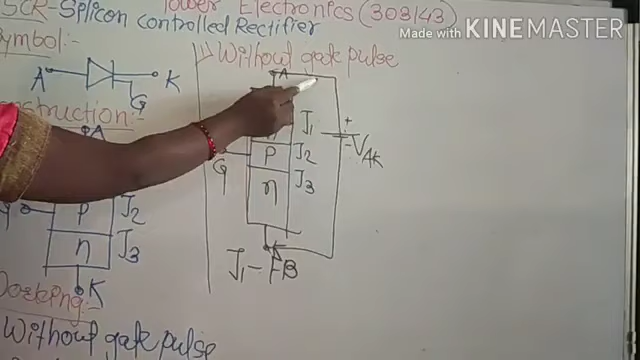 SCR-Silicon Controlled Rectifier
Power Electronics (303143)
Made with KINEMASTER
Symbol:-
A
K
G
Construction:-
A
G
P
J2
n
J3
K
Working:-
Without gate pulse
1) Without gate pulse
A
J1
P
J2
G
n
J3
K
+
-
VAK
J1 - FB